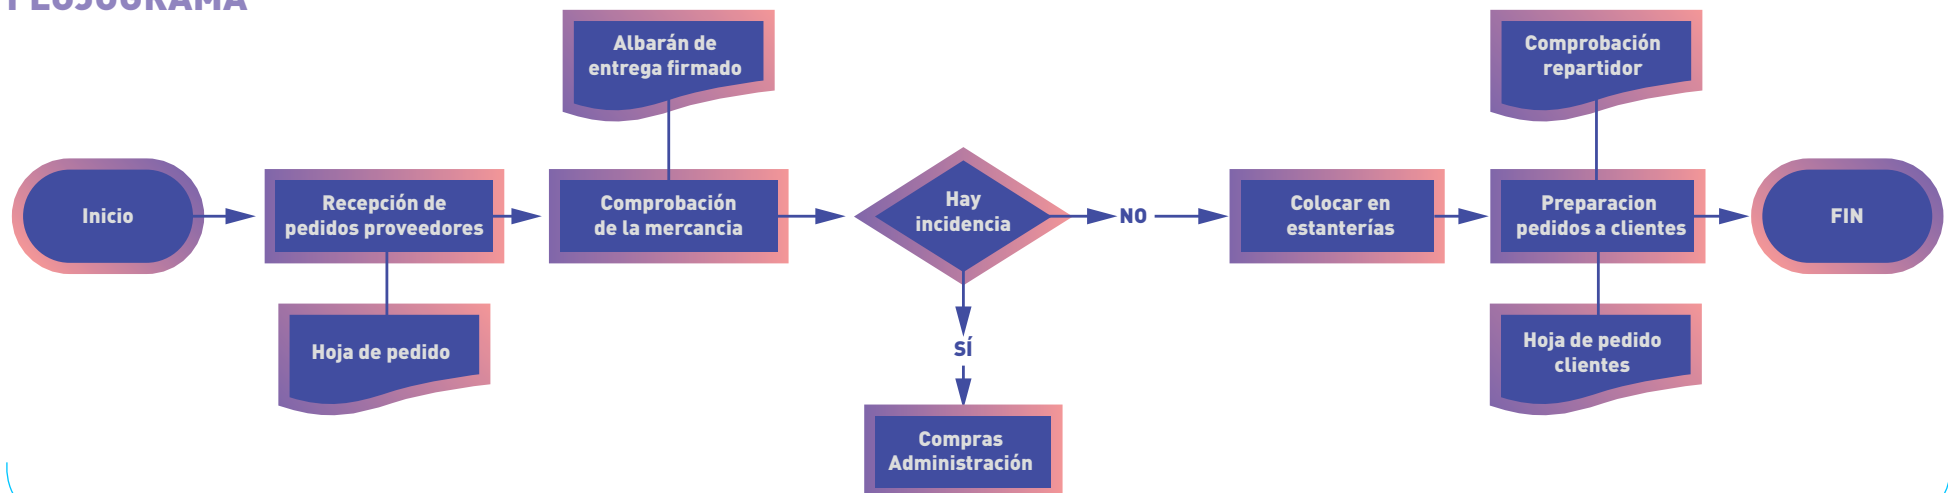 FLUJOGRAMA
Albarán de
entrega firmado
Comprobación
repartidor
Inicio
Recepción de
pedidos proveedores
Comprobación
de la mercancia
Hay
incidencia
NO
Colocar en
estanterías
Preparacion
pedidos a clientes
FIN
Hoja de pedido
SÍ
Hoja de pedido
clientes
Compras
Administración